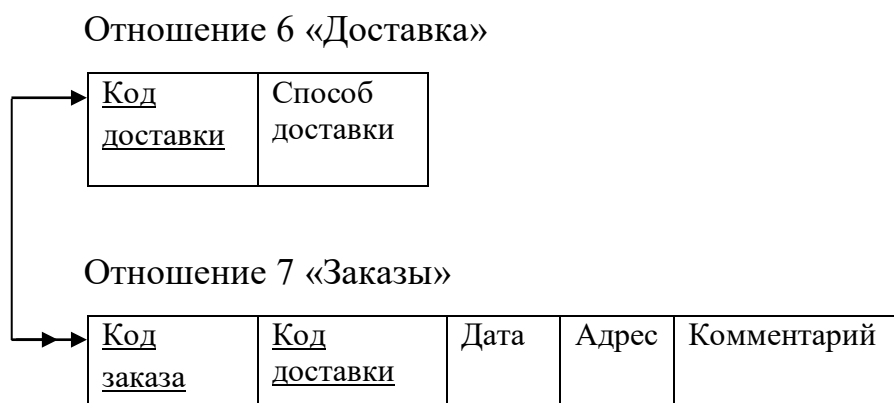 Отношение 6 «Доставка»
Код Способ
доставки доставки
Отношение 7 «Заказы»
Код Код Дата Адрес Комментарий
заказа доставки